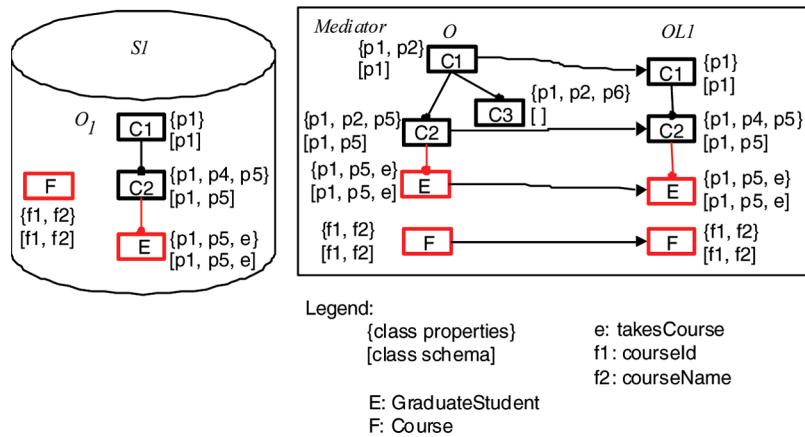 S1
O1
C1 {p1}
[p1]
C2 {p1, p4, p5}
[p1, p5]
F
{f1, f2}
[f1, f2]
E {p1, p5, e}
[p1, p5, e]
Mediator O OL1
{p1, p2}
[p1]
C1
C1 {p1}
[p1]
C3 {p1, p2, p6}
[ ]
{p1, p2, p5}
[p1, p5]
C2
C2 {p1, p4, p5}
[p1, p5]
{p1, p5, e}
[p1, p5, e]
E
E {p1, p5, e}
[p1, p5, e]
{f1, f2}
[f1, f2]
F
F {f1, f2}
[f1, f2]
Legend:
{class properties}
[class schema]
E: GraduateStudent
F: Course
e: takesCourse
f1: courseId
f2: courseName